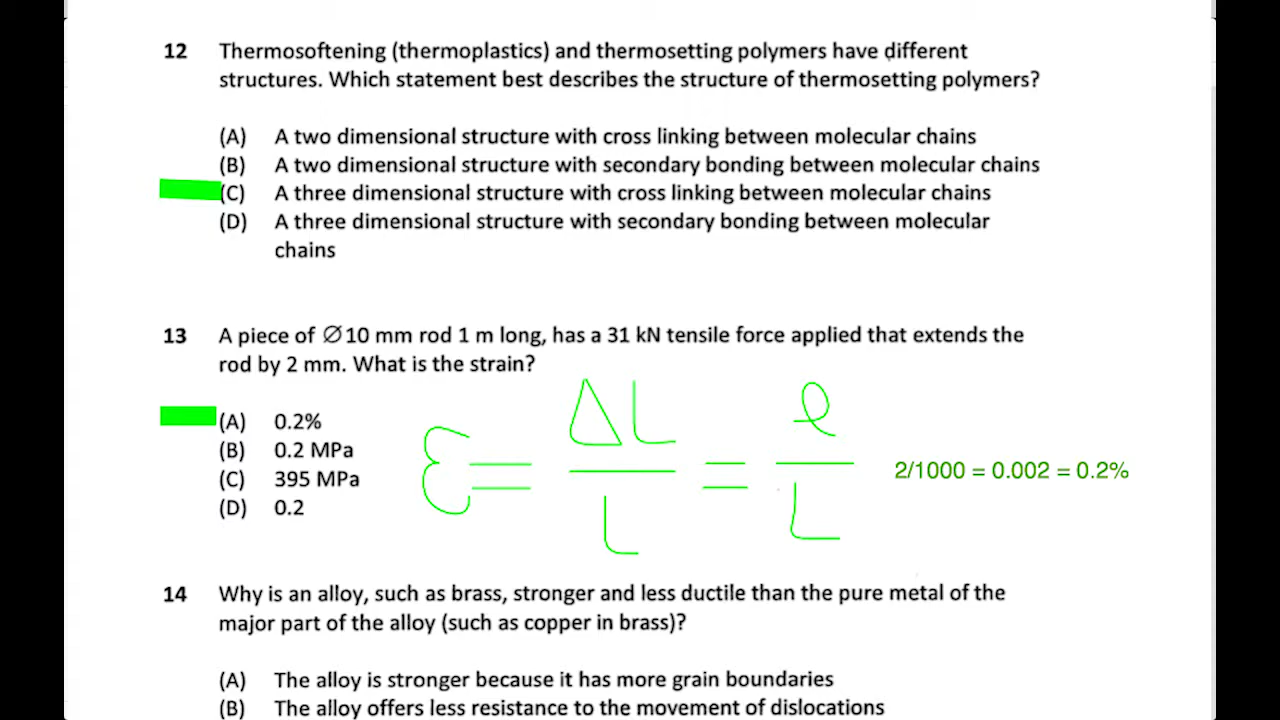 12 Thermosoftening (thermoplastics) and thermosetting polymers have different
structures. Which statement best describes the structure of thermosetting polymers?
(A) A two dimensional structure with cross linking between molecular chains
(B) A two dimensional structure with secondary bonding between molecular chains
(C) A three dimensional structure with cross linking between molecular chains
(D) A three dimensional structure with secondary bonding between molecular
chains
13 A piece of ∅10 mm rod 1 m long, has a 31 kN tensile force applied that extends the
rod by 2 mm. What is the strain?
(A) 0.2%
(B) 0.2 MPa
(C) 395 MPa
(D) 0.2
ε = ΔL/L = e/L
2/1000 = 0.002 = 0.2%
14 Why is an alloy, such as brass, stronger and less ductile than the pure metal of the
major part of the alloy (such as copper in brass)?
(A) The alloy is stronger because it has more grain boundaries
(B) The alloy offers less resistance to the movement of dislocations